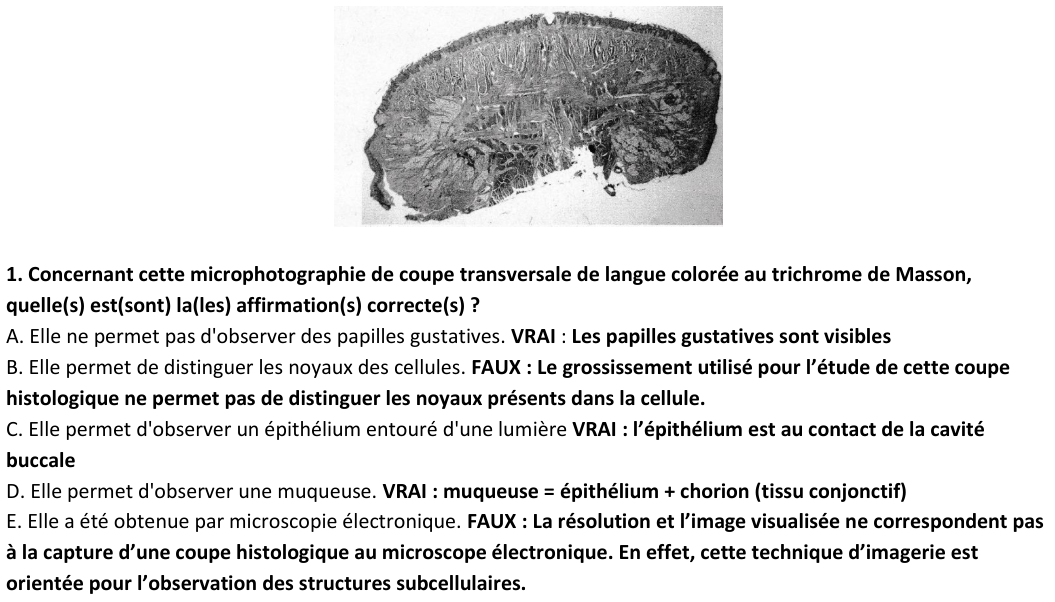 1. Concernant cette microphotographie de coupe transversale de langue colorée au trichrome de Masson,
quelle(s) est(sont) la(les) affirmation(s) correcte(s) ?
A. Elle ne permet pas d'observer des papilles gustatives. VRAI : Les papilles gustatives sont visibles
B. Elle permet de distinguer les noyaux des cellules. FAUX : Le grossissement utilisé pour l’étude de cette coupe
histologique ne permet pas de distinguer les noyaux présents dans la cellule.
C. Elle permet d'observer un épithélium entouré d'une lumière VRAI : l’épithélium est au contact de la cavité
buccale
D. Elle permet d'observer une muqueuse. VRAI : muqueuse = épithélium + chorion (tissu conjonctif)
E. Elle a été obtenue par microscopie électronique. FAUX : La résolution et l’image visualisée ne correspondent pas
à la capture d’une coupe histologique au microscope électronique. En effet, cette technique d’imagerie est
orientée pour l’observation des structures subcellulaires.